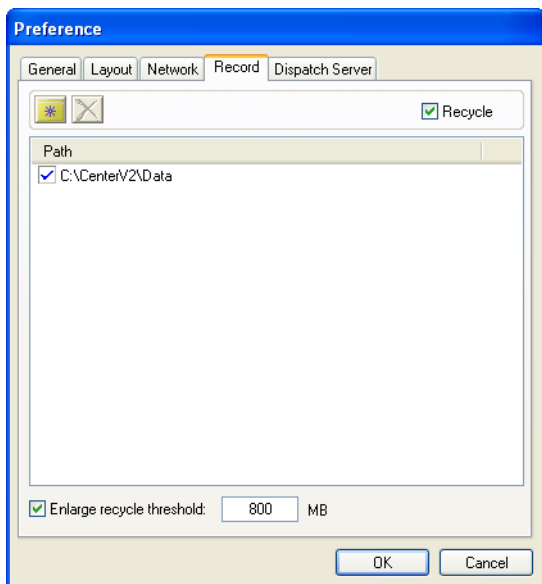 Preference
General Layout Network Record Dispatch Server
Recycle
Path
C:\CenterV2\Data
Enlarge recycle threshold: 800 MB
OK Cancel